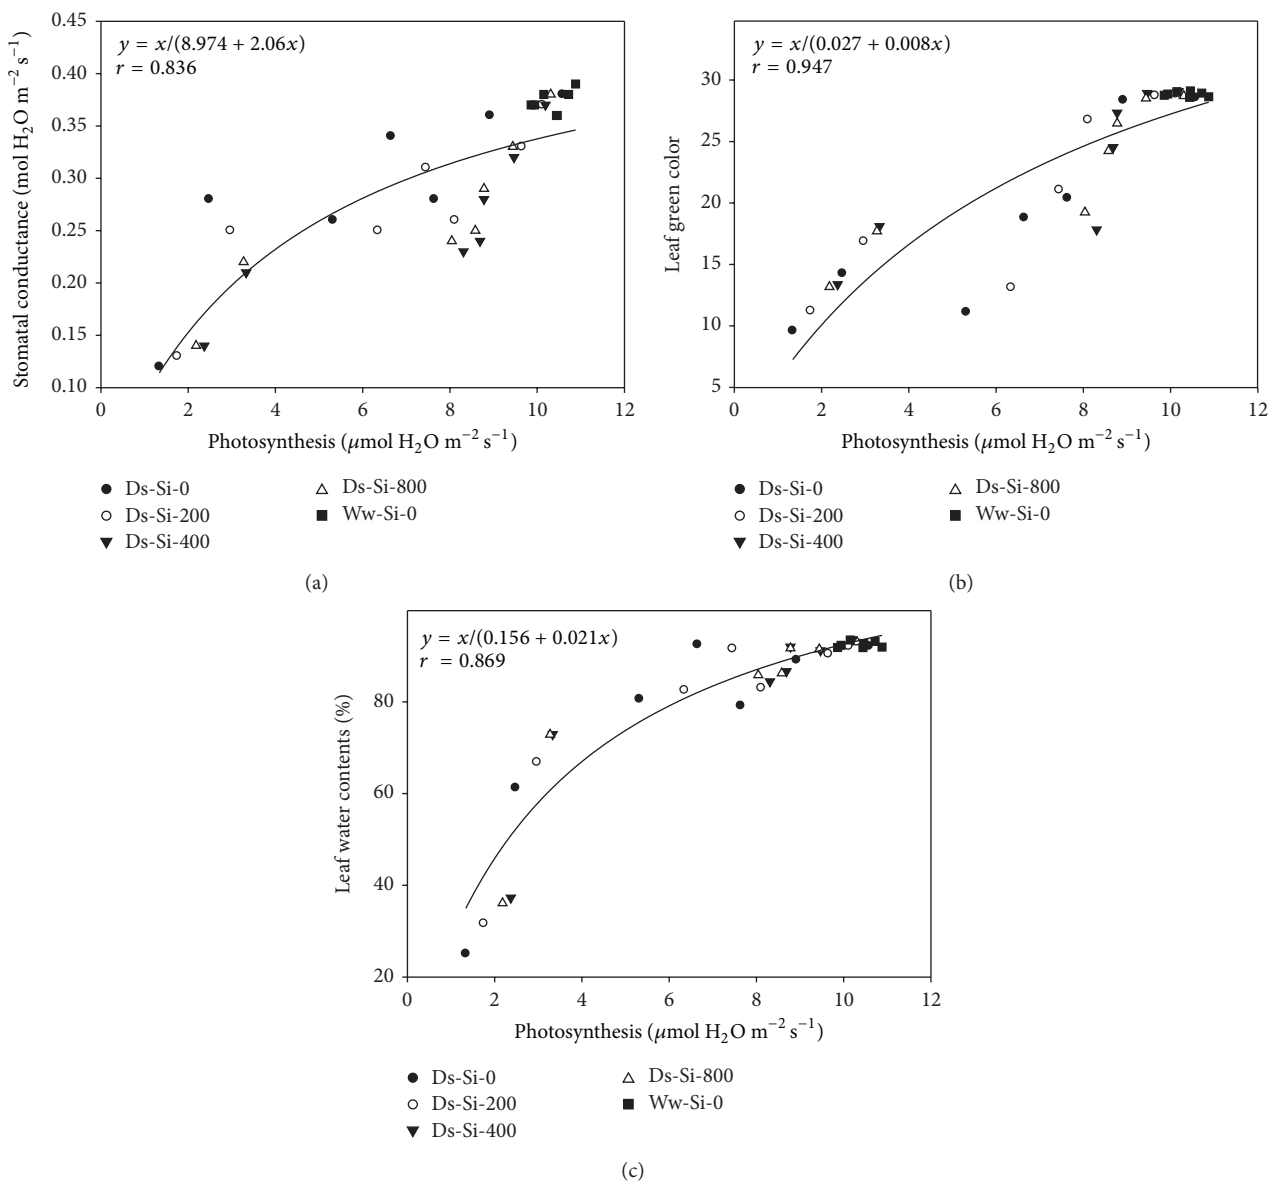 0.45
0.40
0.35
0.30
0.25
0.20
0.15
0.10
Stomatal conductance (mol H₂O m⁻² s⁻¹)
y = x/(8.974 + 2.06x)
r = 0.836
0 2 4 6 8 10 12
Photosynthesis (μmol H₂O m⁻² s⁻¹)
Ds-Si-0
Ds-Si-200
Ds-Si-400
Ds-Si-800
Ww-Si-0
(a)
30
25
20
15
10
5
Leaf green color
y = x/(0.027 + 0.008x)
r = 0.947
0 2 4 6 8 10 12
Photosynthesis (μmol H₂O m⁻² s⁻¹)
Ds-Si-0
Ds-Si-200
Ds-Si-400
Ds-Si-800
Ww-Si-0
(b)
80
60
40
20
Leaf water contents (%)
y = x/(0.156 + 0.021x)
r = 0.869
0 2 4 6 8 10 12
Photosynthesis (μmol H₂O m⁻² s⁻¹)
Ds-Si-0
Ds-Si-200
Ds-Si-400
Ds-Si-800
Ww-Si-0
(c)